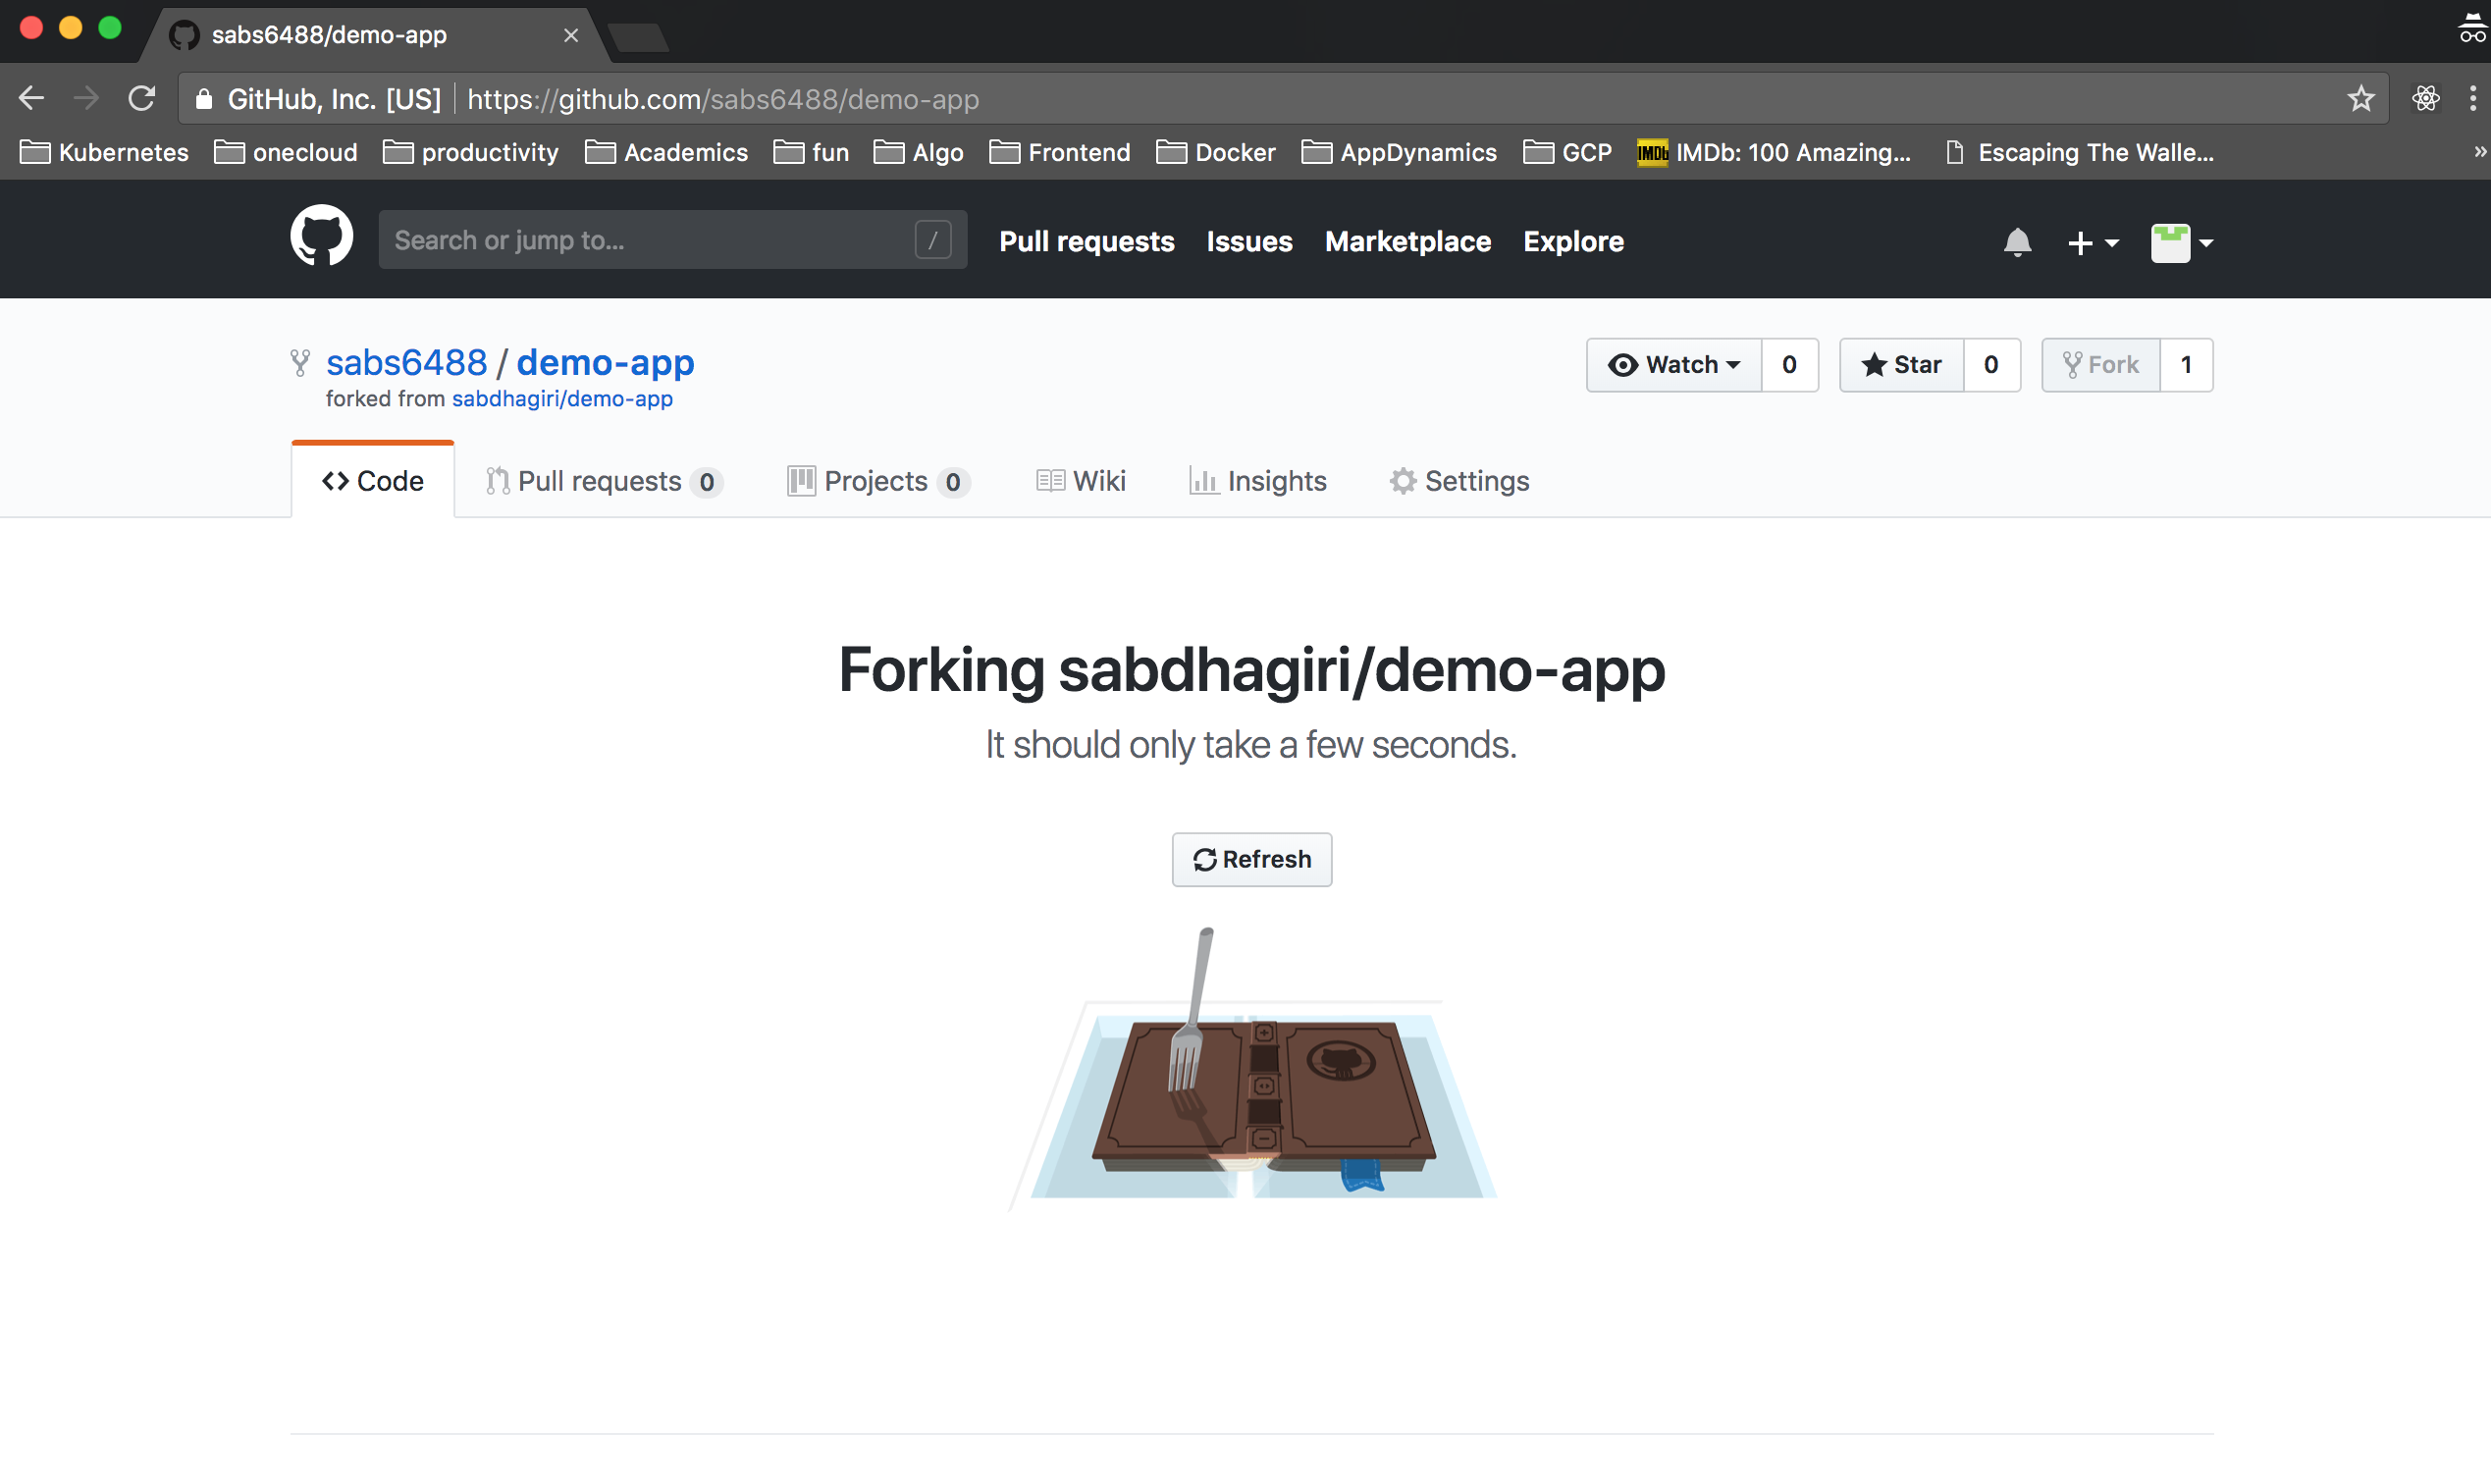 sabs6488/demo-app
GitHub, Inc. [US] https://github.com/sabs6488/demo-app
Kubernetes onecloud productivity Academics fun Algo Frontend Docker AppDynamics GCP IMDb IMDb: 100 Amazing... Escaping The Walle... »
Search or jump to... / Pull requests Issues Marketplace Explore
sabs6488 / demo-app Watch 0 Star 0 Fork 1
forked from sabdhagiri/demo-app
Code Pull requests 0 Projects 0 Wiki Insights Settings
Forking sabdhagiri/demo-app
It should only take a few seconds.
Refresh